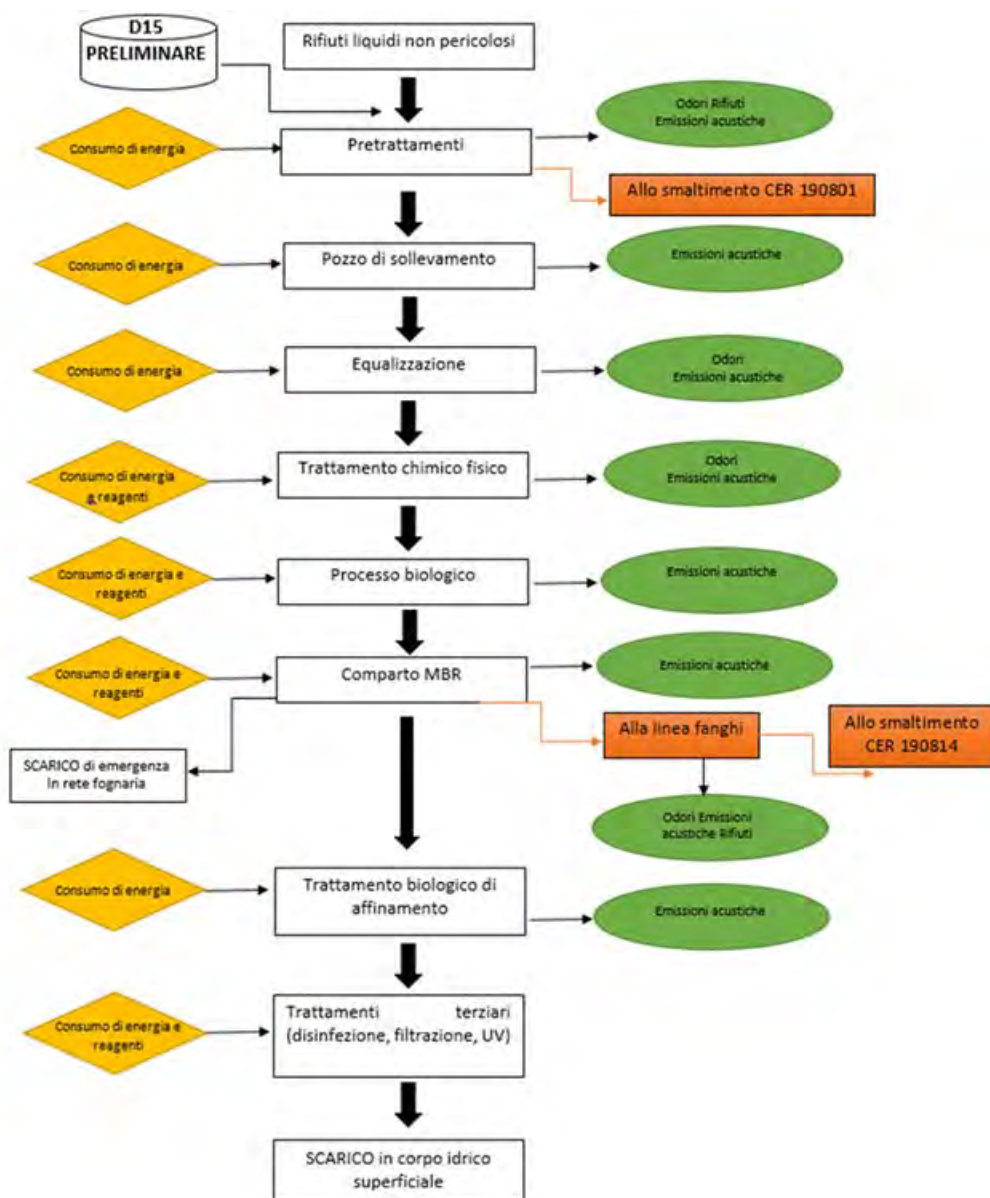 D15
PRELIMINARE
Rifiuti liquidi non pericolosi
Odori Rifiuti
Emissioni acustiche
Consumo di energia
Pretrattamenti
Allo smaltimento CER 190801
Consumo di energia
Pozzo di sollevamento
Emissioni acustiche
Consumo di energia
Equalizzazione
Odori
Emissioni acustiche
Consumo di energia
e reagenti
Trattamento chimico fisico
Odori
Emissioni acustiche
Consumo di energia e
reagenti
Processo biologico
Emissioni acustiche
Consumo di energia e
reagenti
Comparto MBR
Emissioni acustiche
Alla linea fanghi
Allo smaltimento
CER 190814
SCARICO di emergenza
in rete fognaria
Odori Emissioni
acustiche Rifiuti
Consumo di energia
Trattamento biologico di
affinamento
Emissioni acustiche
Consumo di energia e
reagenti
Trattamenti terziari
(disinfezione, filtrazione, UV)
SCARICO in corpo idrico
superficiale